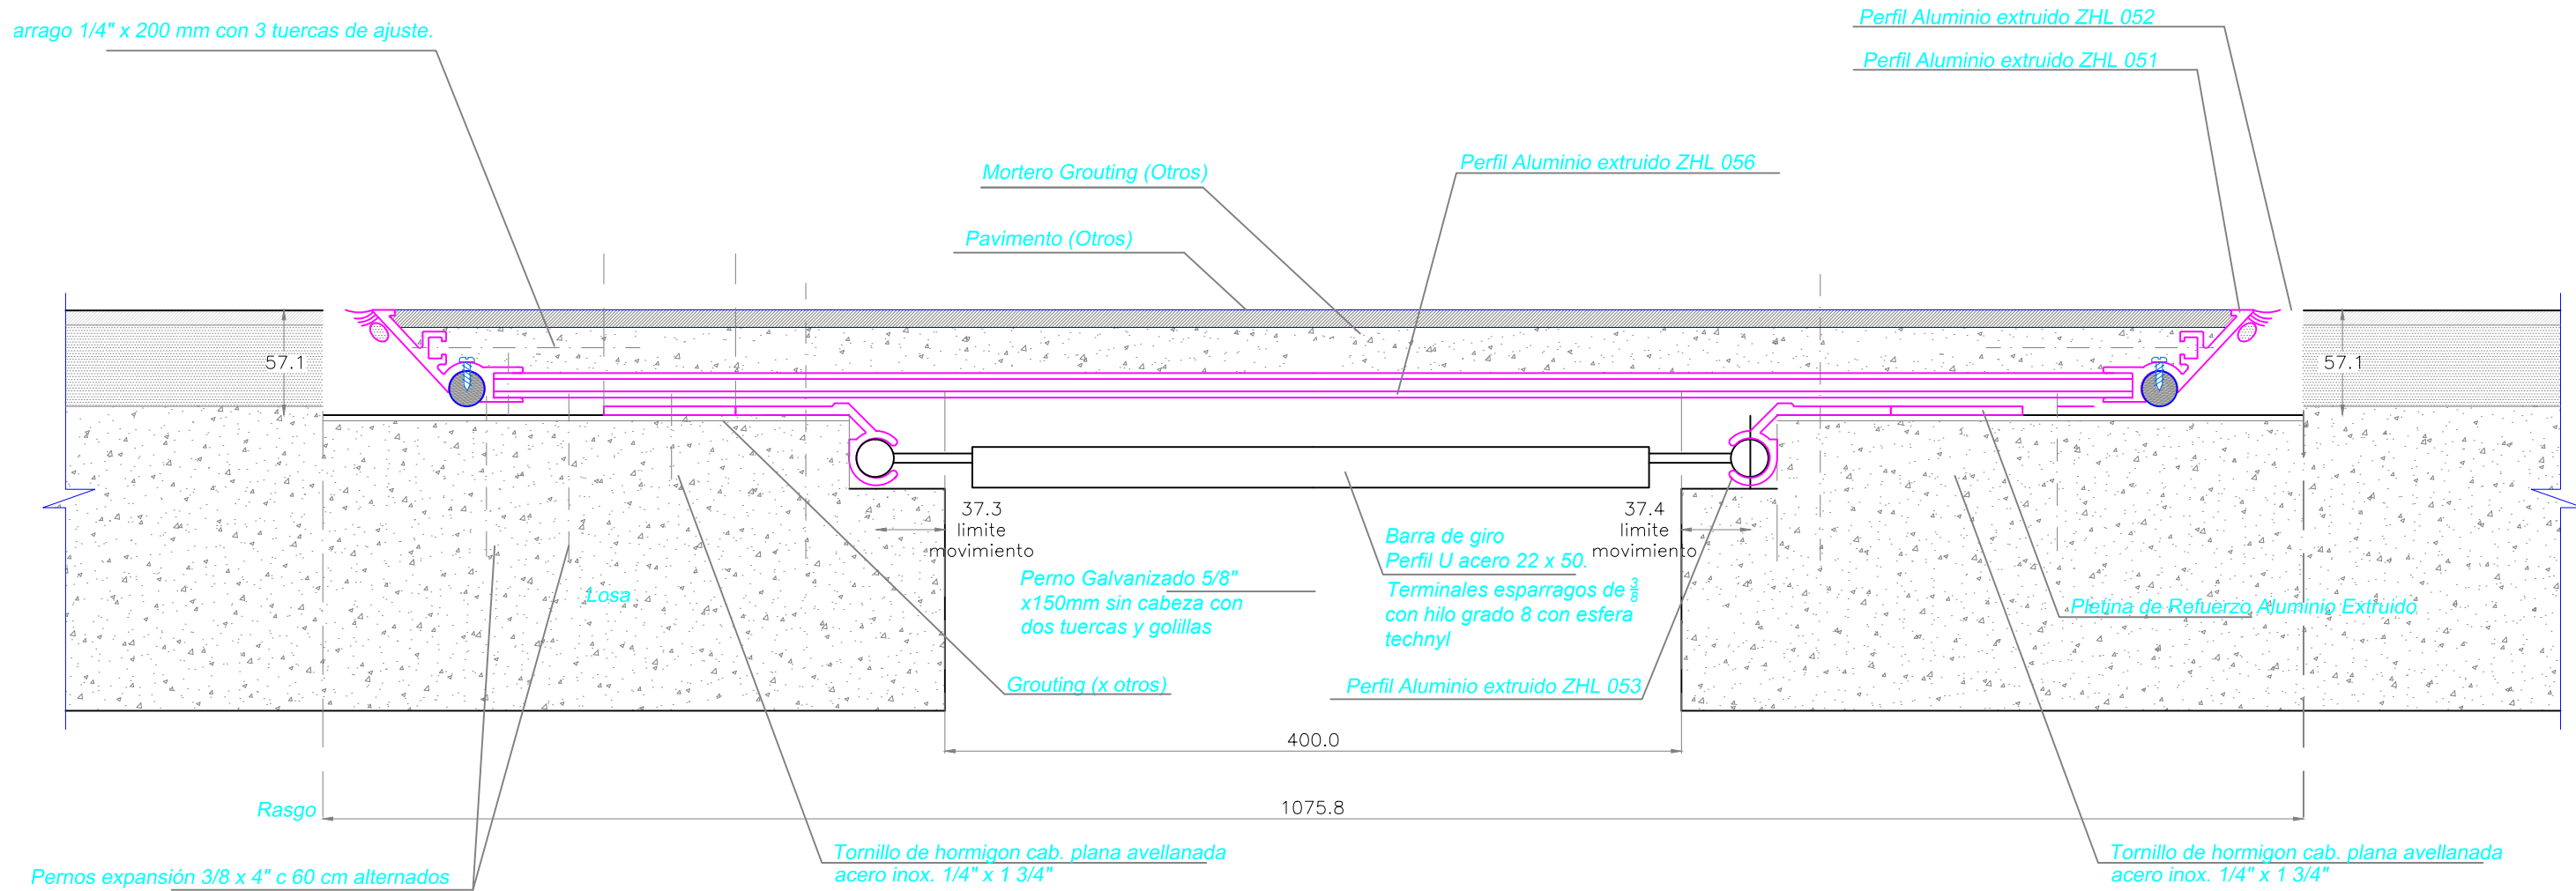 arrago 1/4" x 200 mm con 3 tuercas de ajuste.
Perfil Aluminio extruido ZHL 052
Perfil Aluminio extruido ZHL 051
Mortero Grouting (Otros)
Perfil Aluminio extruido ZHL 056
Pavimento (Otros)
57.1
57.1
37.3
limite
movimiento
37.4
limite
movimiento
Barra de giro
Perfil U acero 22 x 50.
Terminales esparragos de 3/8
con hilo grado 8 con esfera
technyl
Perno Galvanizado 5/8"
x150mm sin cabeza con
dos tuercas y golillas
Losa
Pletina de Refuerzo Aluminio Extruido
Grouting (x otros)
Perfil Aluminio extruido ZHL 053
400.0
Rasgo
1075.8
Pernos expansión 3/8 x 4" c 60 cm alternados
Tornillo de hormigon cab. plana avellanada
acero inox. 1/4" x 1 3/4"
Tornillo de hormigon cab. plana avellanada
acero inox. 1/4" x 1 3/4"